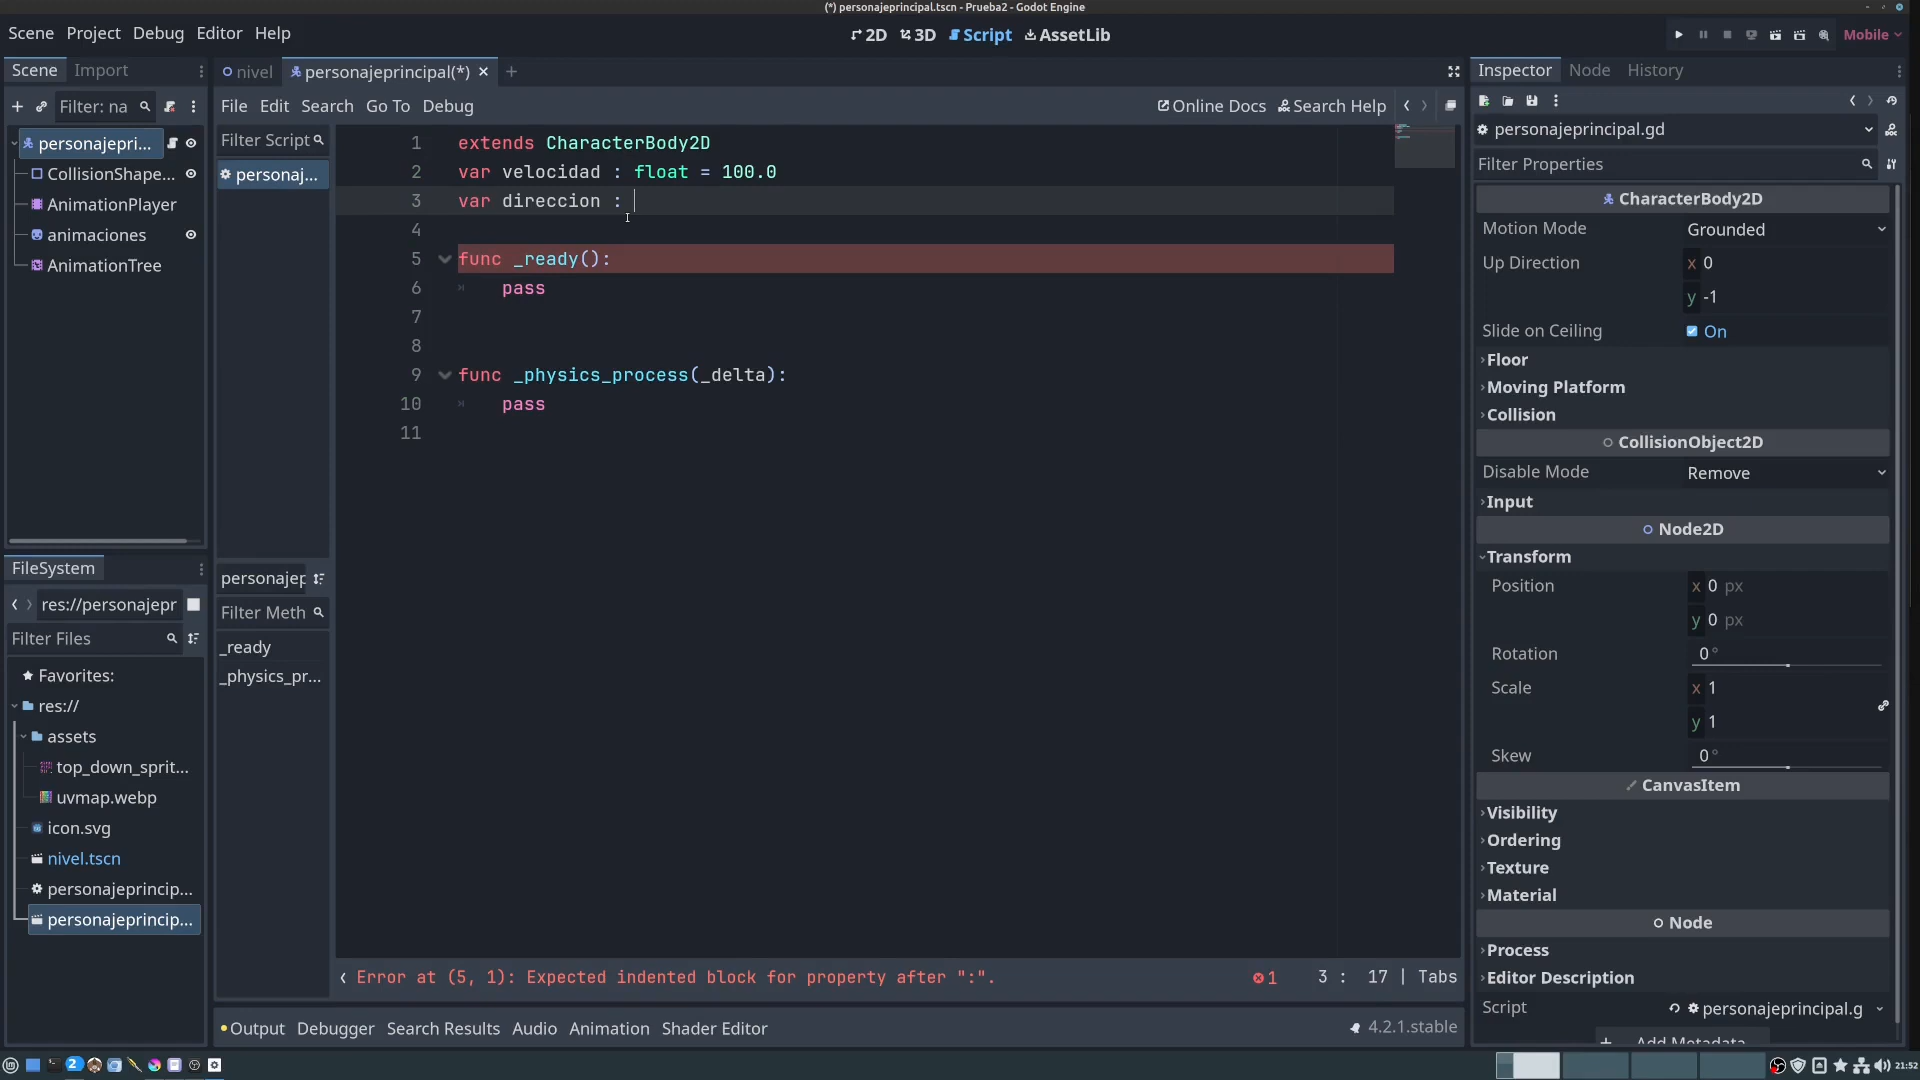 (*) personajeprincipal.tscn - Prueba2 - Godot Engine
Scene Project Debug Editor Help
2D 3D Script AssetLib
Mobile
Scene Import
nivel personajeprincipal(*)
Inspector Node History
Filter: na
File Edit Search Go To Debug
Online Docs Search Help
personajepri...
CollisionShape...
AnimationPlayer
animaciones
AnimationTree
Filter Script
personaj...
1 extends CharacterBody2D
2 var velocidad : float = 100.0
3 var direccion :
4
5 func _ready():
6 pass
7
8
9 func _physics_process(_delta):
10 pass
11
personajeprincipal.gd
Filter Properties
CharacterBody2D
Motion Mode Grounded
Up Direction x 0
y -1
Slide on Ceiling On
Floor
Moving Platform
Collision
CollisionObject2D
Disable Mode Remove
Input
Node2D
Transform
Position x 0 px
y 0 px
Rotation 0 °
Scale x 1
y 1
Skew 0 °
CanvasItem
Visibility
Ordering
Texture
Material
Node
Process
Editor Description
Script personajeprincipal.g
Add Metadata
FileSystem
res://personajepr
Filter Files
Favorites:
res://
assets
top_down_sprit...
uvmap.webp
icon.svg
nivel.tscn
personajeprincip...
personajeprincip...
personajep
Filter Meth
_ready
_physics_pr...
Error at (5, 1): Expected indented block for property after ":".
1 3 : 17 | Tabs
Output Debugger Search Results Audio Animation Shader Editor
4.2.1.stable
2
21:52